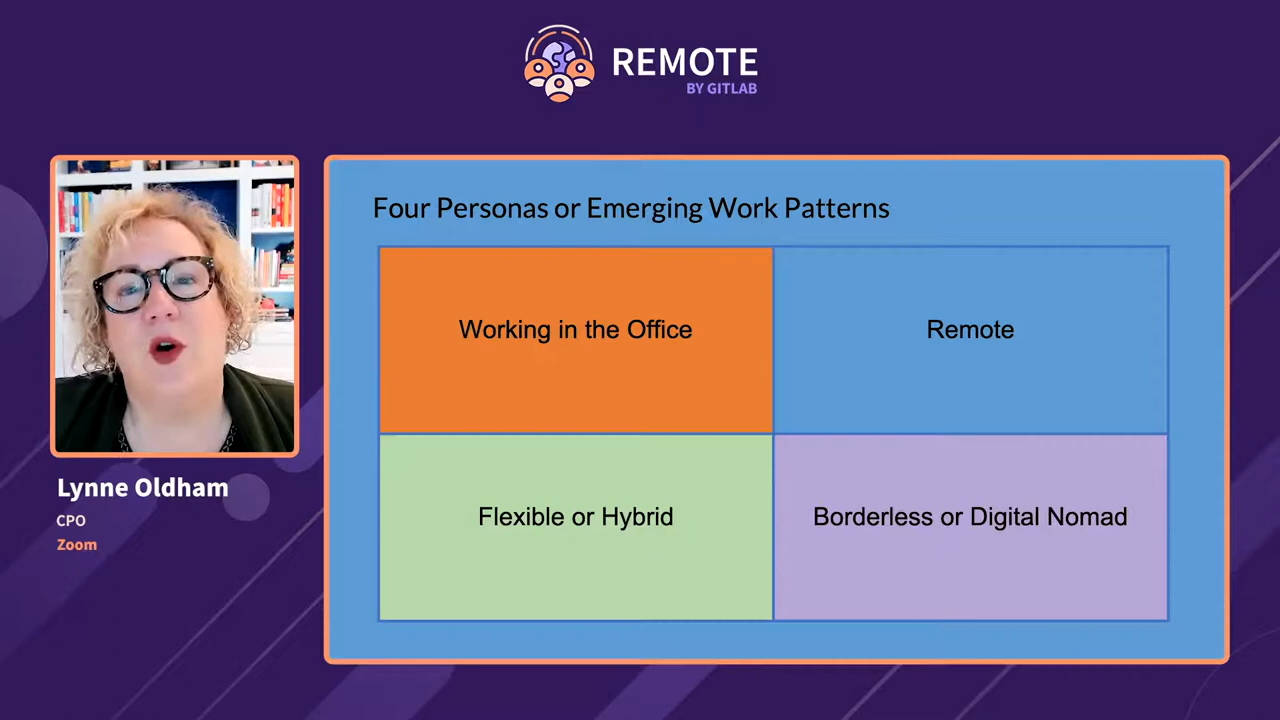 REMOTE
BY GITLAB
Four Personas or Emerging Work Patterns
Working in the Office
Remote
Flexible or Hybrid
Borderless or Digital Nomad
Lynne Oldham
CPO
Zoom